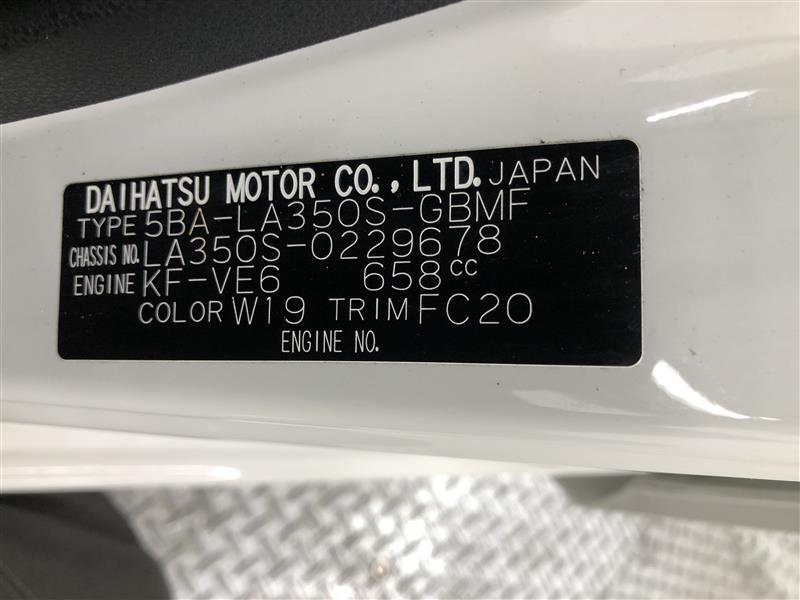 DAIHATSU MOTOR CO., LTD. JAPAN
TYPE 5BA-LA350S-GBMF
CHASSIS NO. LA350S-0229678
ENGINE KF-VE6 658cc
COLOR W19 TRIM FC20
ENGINE NO.